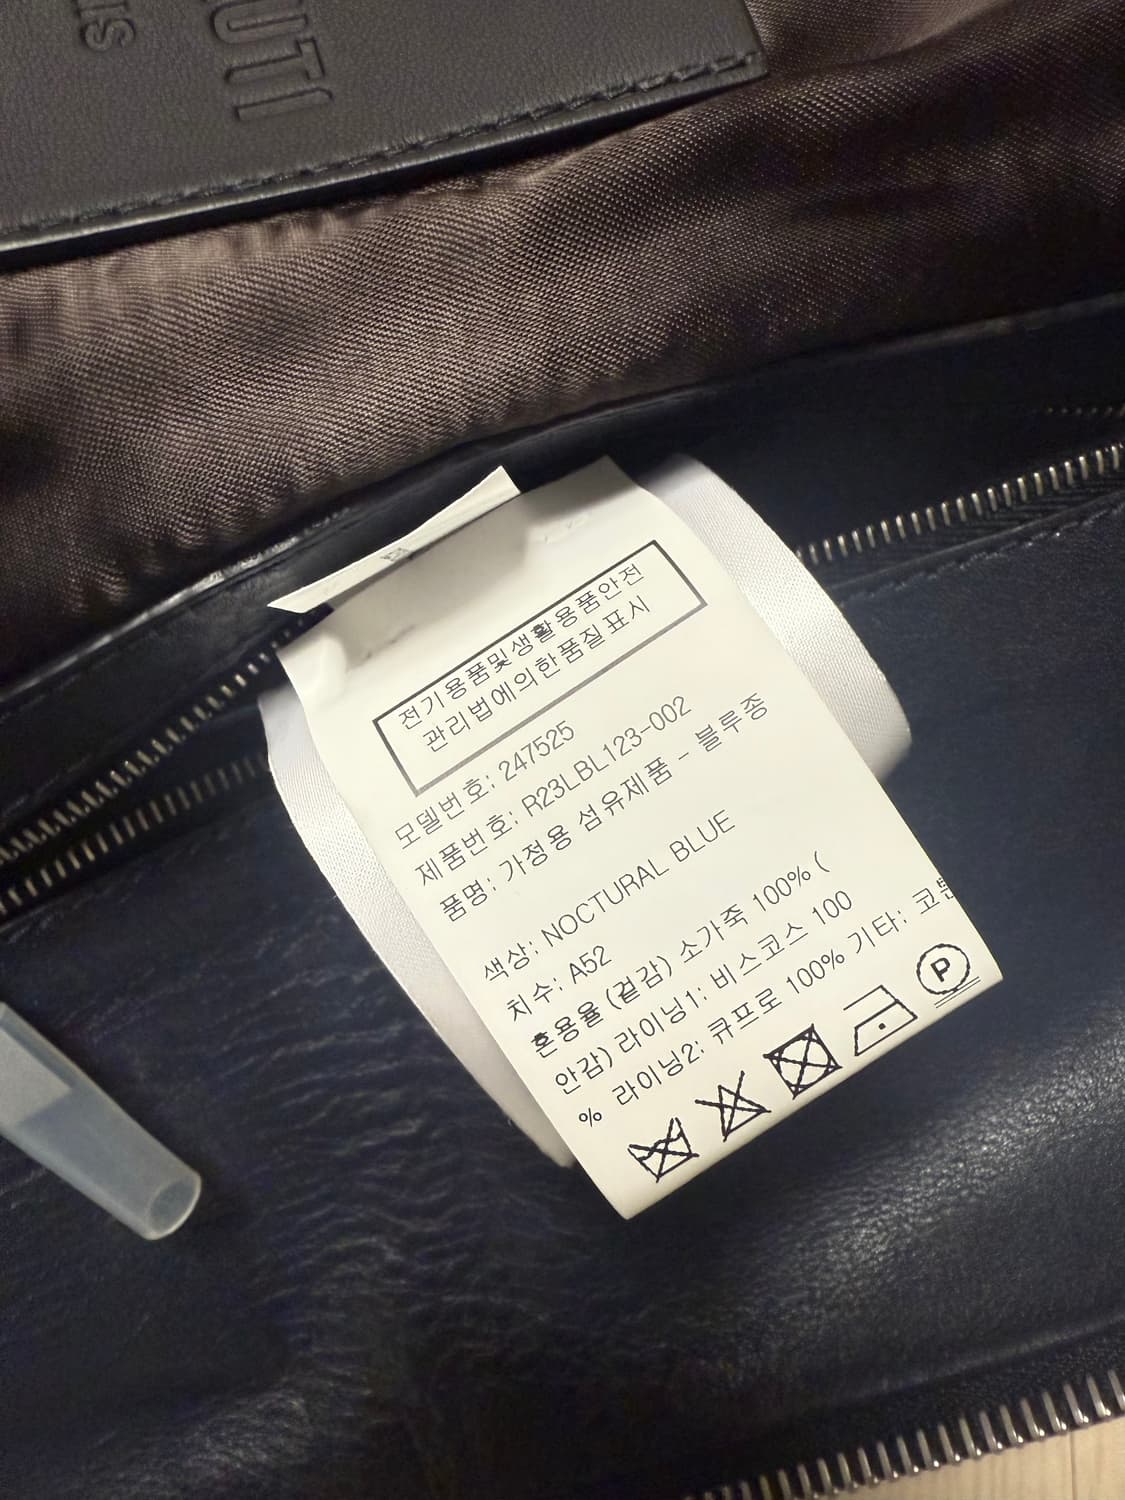 UTI
IS
전기용품및생활용품안전
관리법에의한품질표시
모델번호: 247525
제품번호: R23LBL123-002
품명: 가정용 섬유제품 - 블루종
색상: NOCTURAL BLUE
치수: A52
혼용율 (겉감) 소가죽 100% (
안감) 라이닝1: 비스코스 100
% 라이닝2: 큐프로 100% 기타: 코튼
P